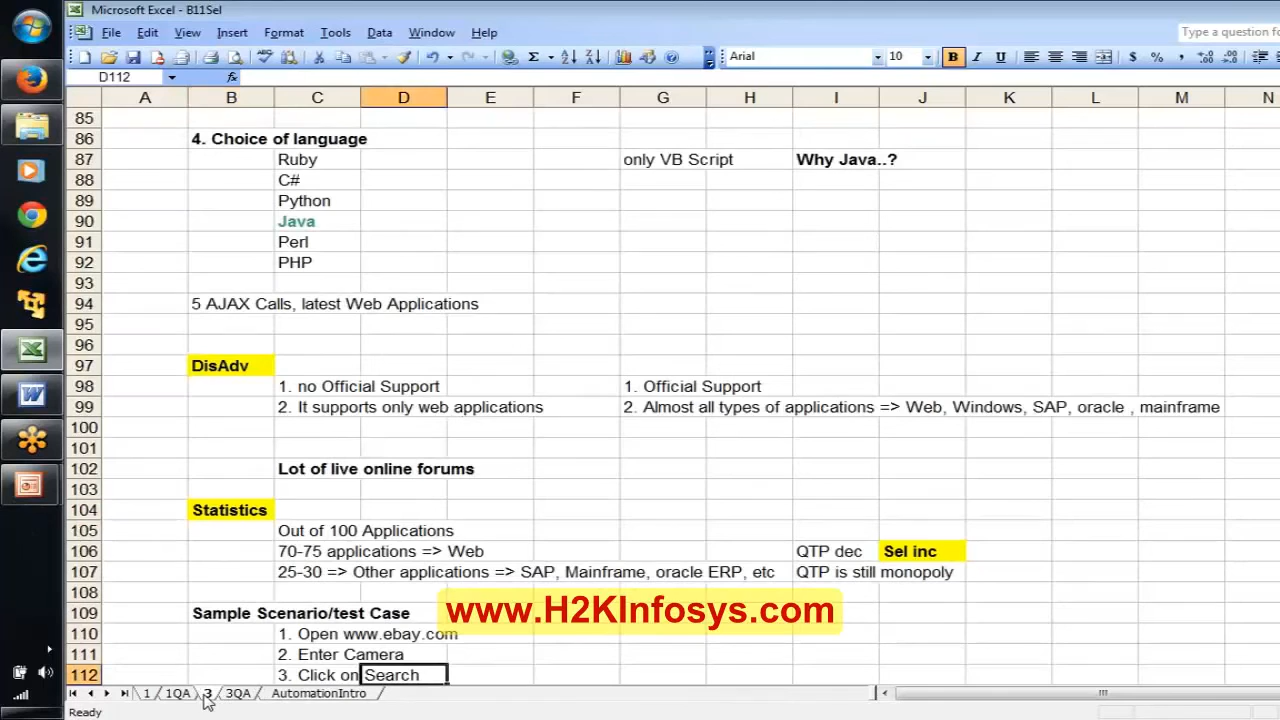 Microsoft Excel - B11Sel
File Edit View Insert Format Tools Data Window Help
Type a question for
Arial 10 B I U $ %
D112 fx
A B C D E F G H I J K L M N
85
86 4. Choice of language
87 Ruby only VB Script Why Java..?
88 C#
89 Python
90 Java
91 Perl
92 PHP
93
94 5 AJAX Calls, latest Web Applications
95
96
97 DisAdv
98 1. no Official Support 1. Official Support
99 2. It supports only web applications 2. Almost all types of applications => Web, Windows, SAP, oracle , mainframe
100
101
102 Lot of live online forums
103
104 Statistics
105 Out of 100 Applications
106 70-75 applications => Web QTP dec Sel inc
107 25-30 => Other applications => SAP, Mainframe, oracle ERP, etc QTP is still monopoly
108
109 Sample Scenario/test Case
www.H2KInfosys.com
110 1. Open www.ebay.com
111 2. Enter Camera
112 3. Click on Search
1 1QA 3 3QA AutomationIntro
Ready